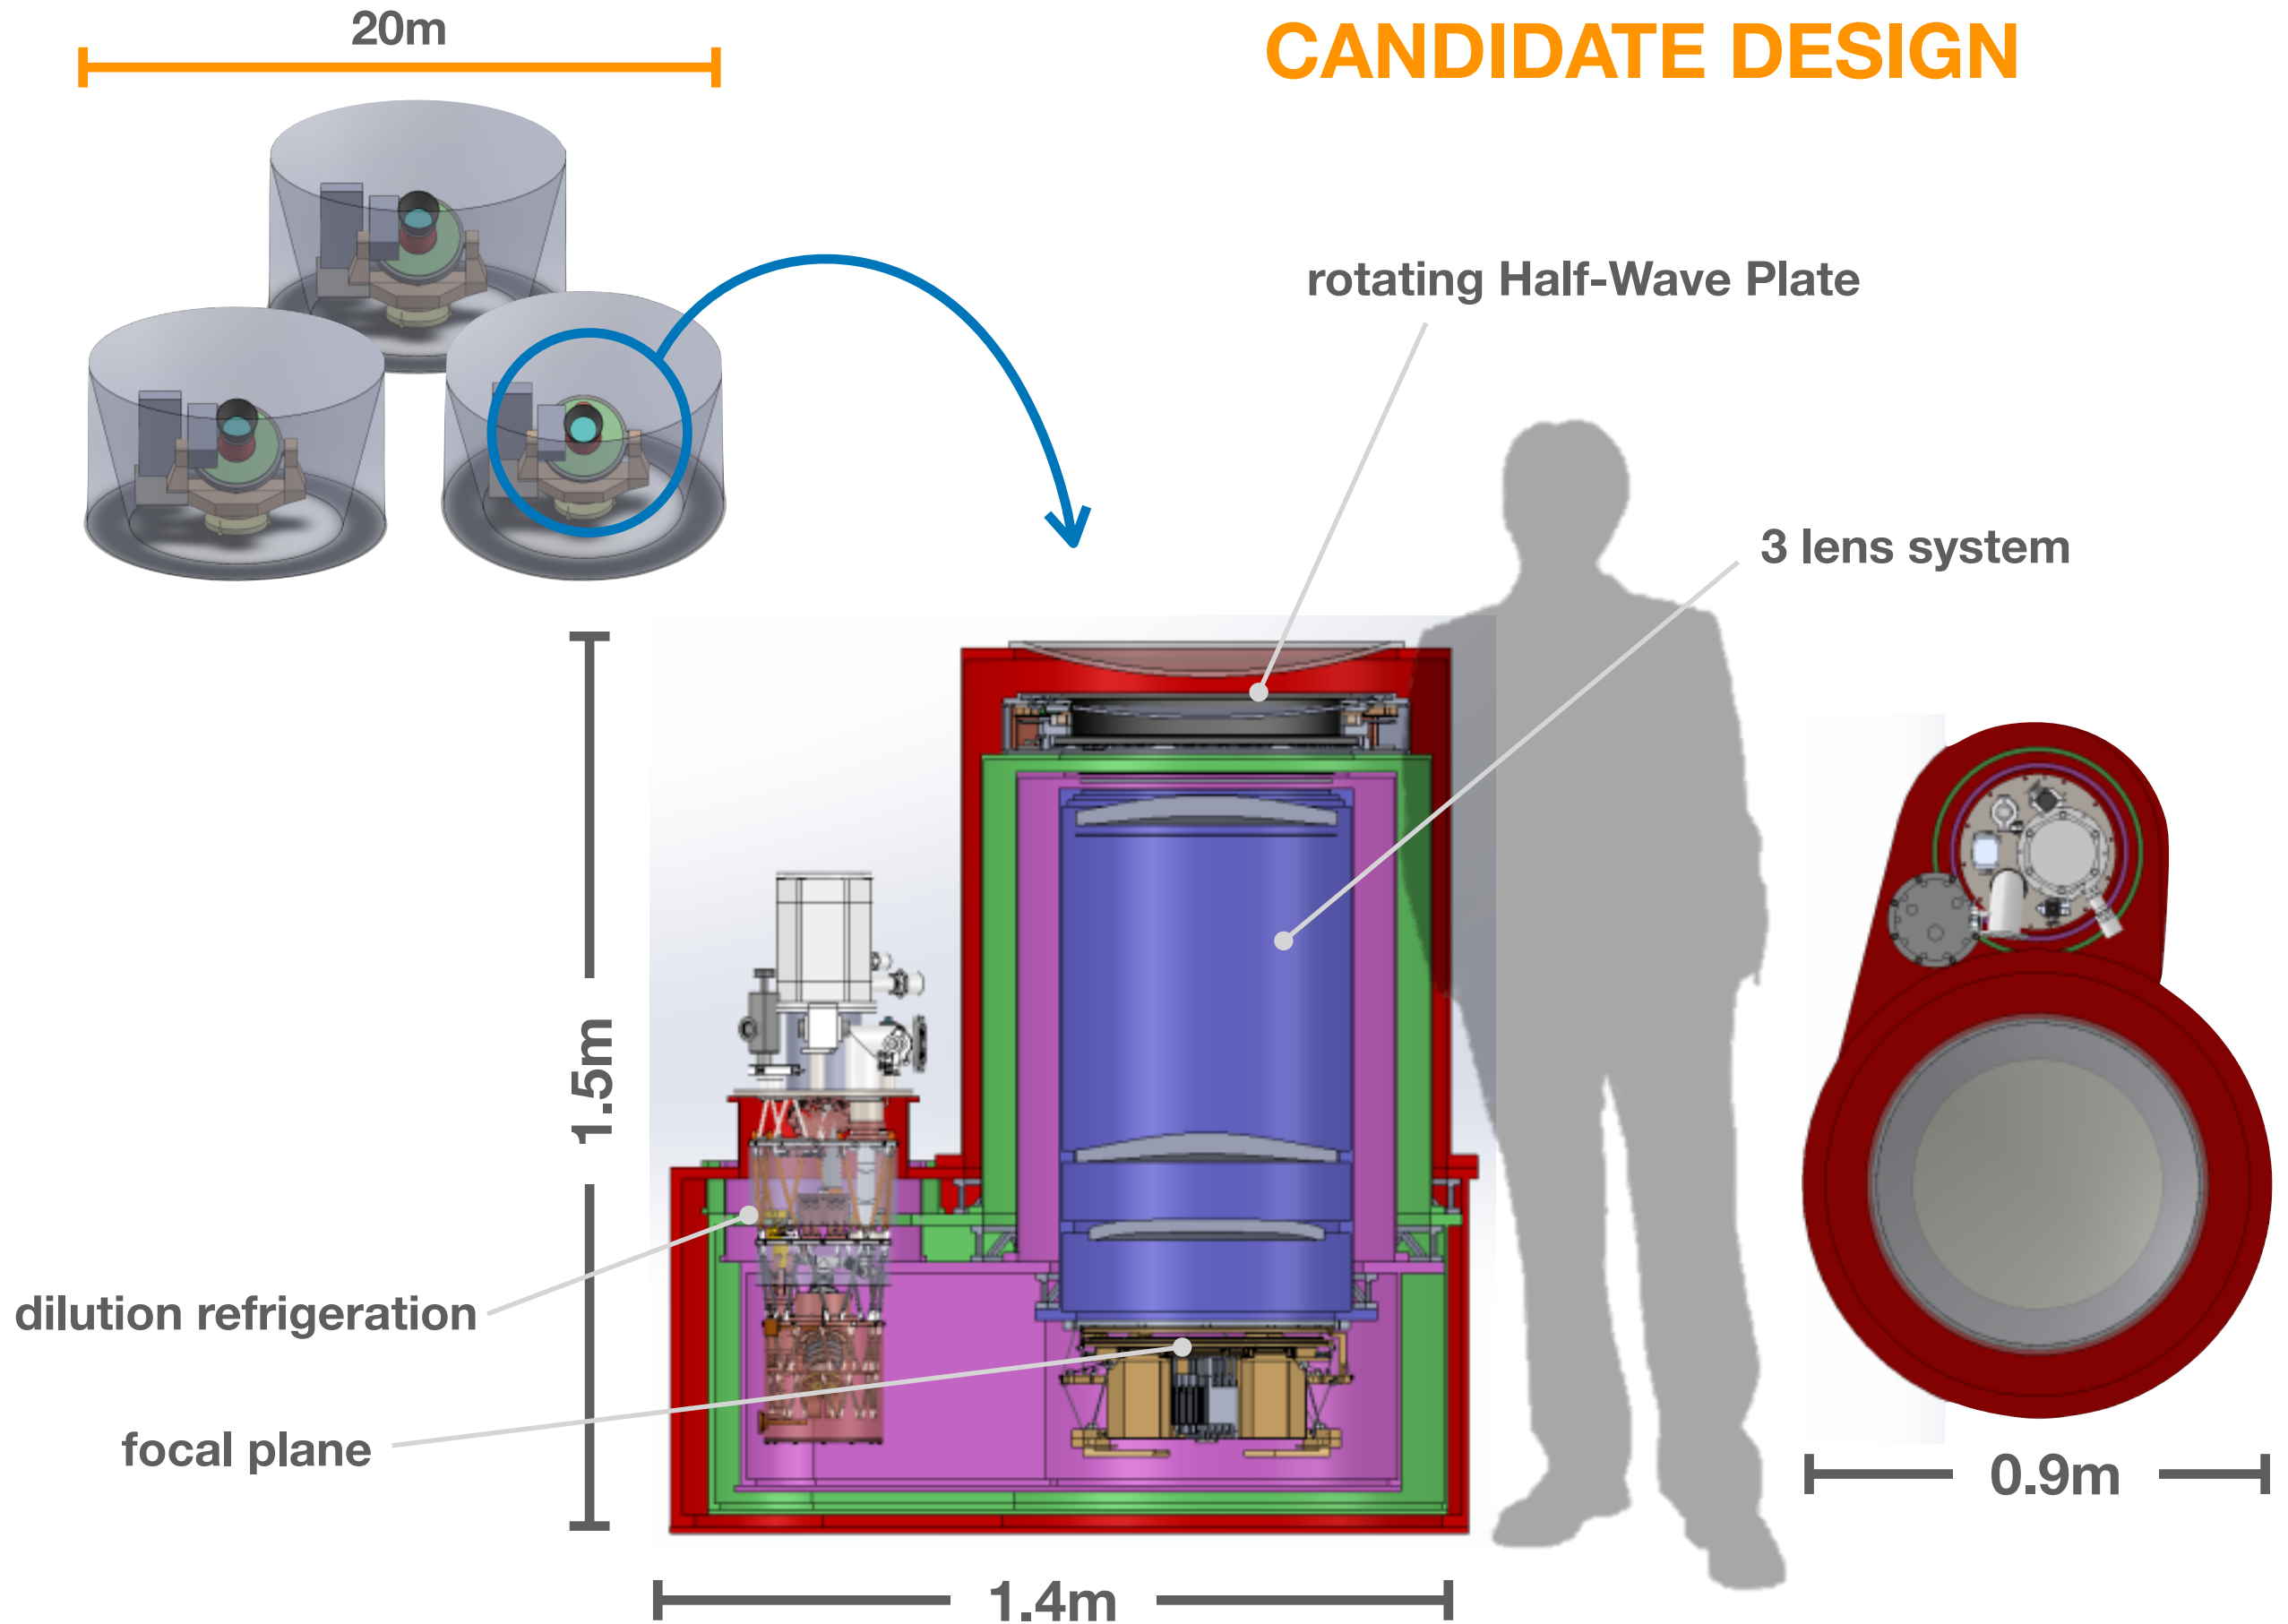 20m
CANDIDATE DESIGN
rotating Half-Wave Plate
3 lens system
1.5m
dilution refrigeration
focal plane
0.9m
1.4m